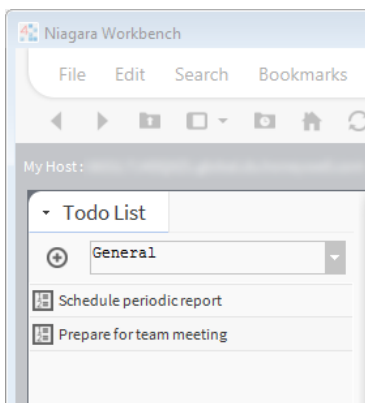 Niagara Workbench
File Edit Search Bookmarks
My Host:
Todo List
General
Schedule periodic report
Prepare for team meeting